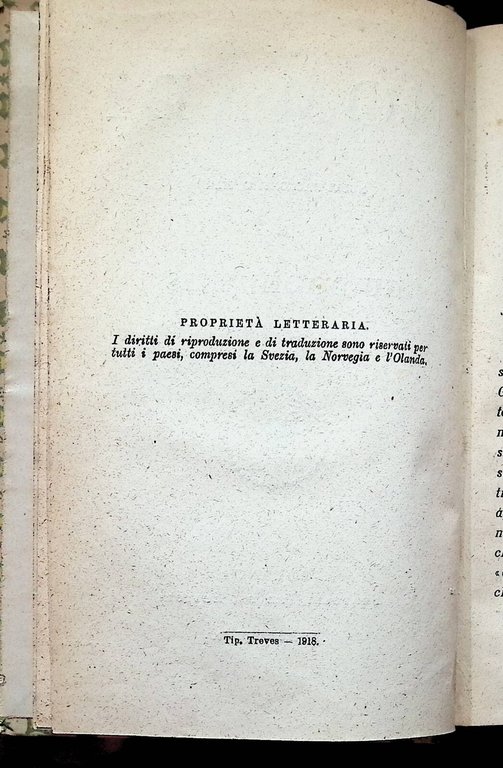 PROPRIETÀ LETTERARIA.
I diritti di riproduzione e di traduzione sono riservati per
tutti i paesi, compresi la Svezia, la Norvegia e l'Olanda.
Tip. Treves — 1918.